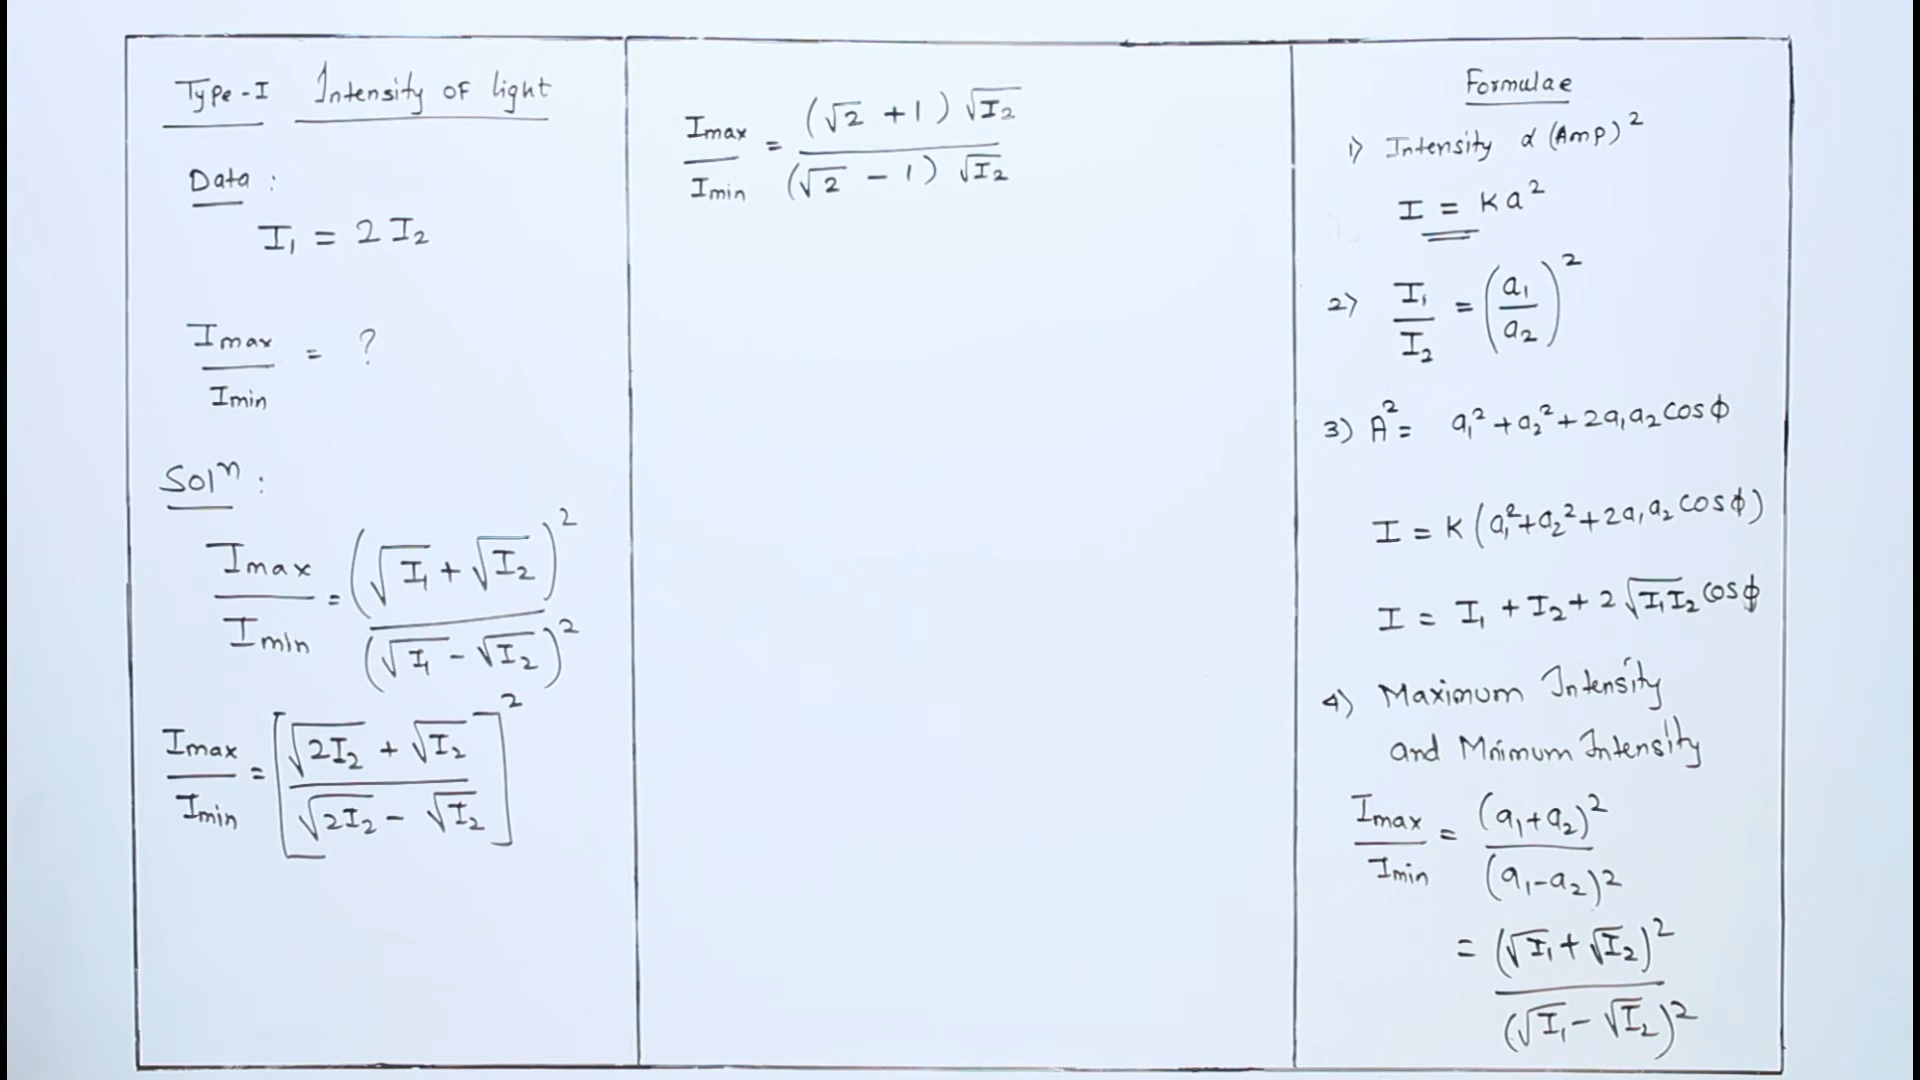 Type-I Intensity of light
Data :
I₁ = 2 I₂
Imax / Imin = ?
Solⁿ :
Imax / Imin = (√I₁ + √I₂)² / (√I₁ - √I₂)²
Imax / Imin = [ (√2I₂ + √I₂) / (√2I₂ - √I₂) ]²
Imax / Imin = (√2 + 1) √I₂ / (√2 - 1) √I₂
Formulae
1) Intensity α (Amp)²
I = Ka²
2) I₁ / I₂ = (a₁ / a₂)²
3) A² = a₁² + a₂² + 2a₁a₂ cos ϕ
I = K (a₁² + a₂² + 2a₁a₂ cos ϕ)
I = I₁ + I₂ + 2 √I₁I₂ cos ϕ
4) Maximum Intensity
and Mnimum Intensity
Imax / Imin = (a₁+a₂)² / (a₁-a₂)²
= (√I₁ + √I₂)² / (√I₁ - √I₂)²